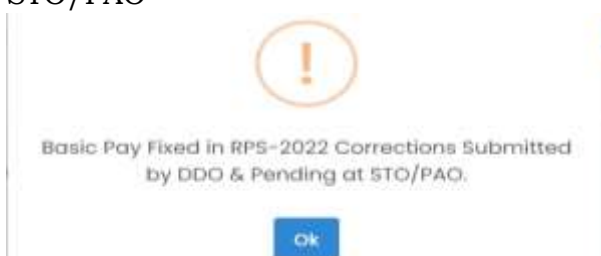 STO/PAO
!
Basic Pay Fixed in RPS-2022 Corrections Submitted
by DDO & Pending at STO/PAO.
Ok